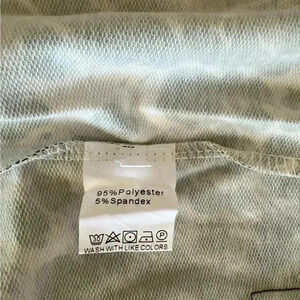 95%Polyester
5%Spandex
WASH WITH LIKE COLORS